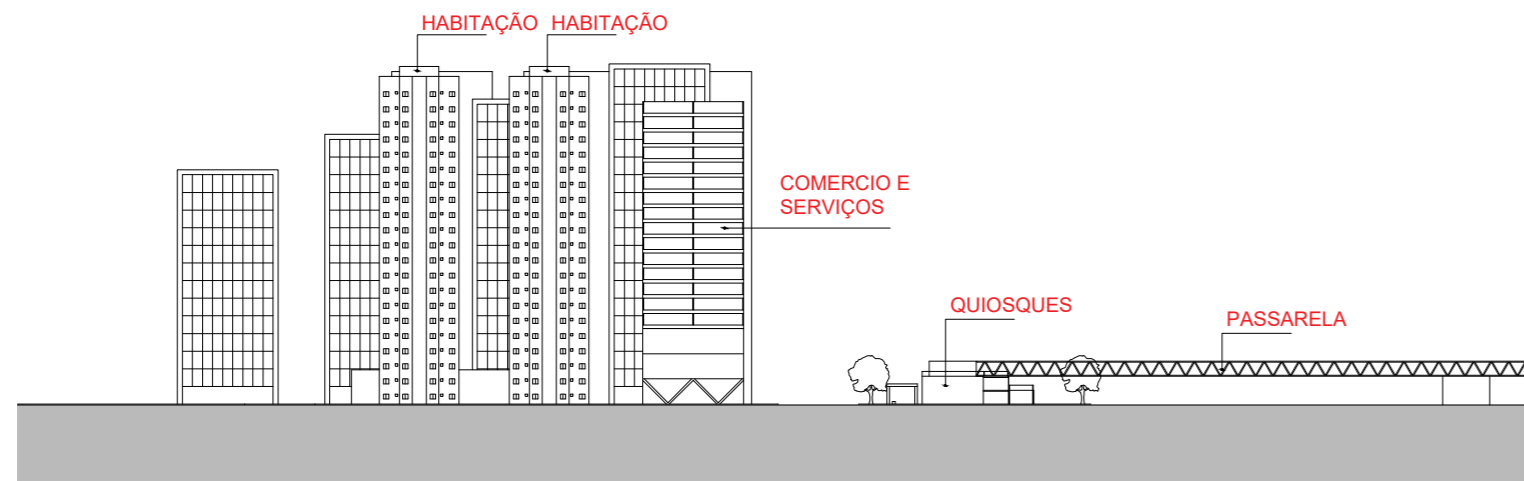 HABITAÇÃO HABITAÇÃO
COMERCIO E
SERVIÇOS
QUIOSQUES
PASSARELA